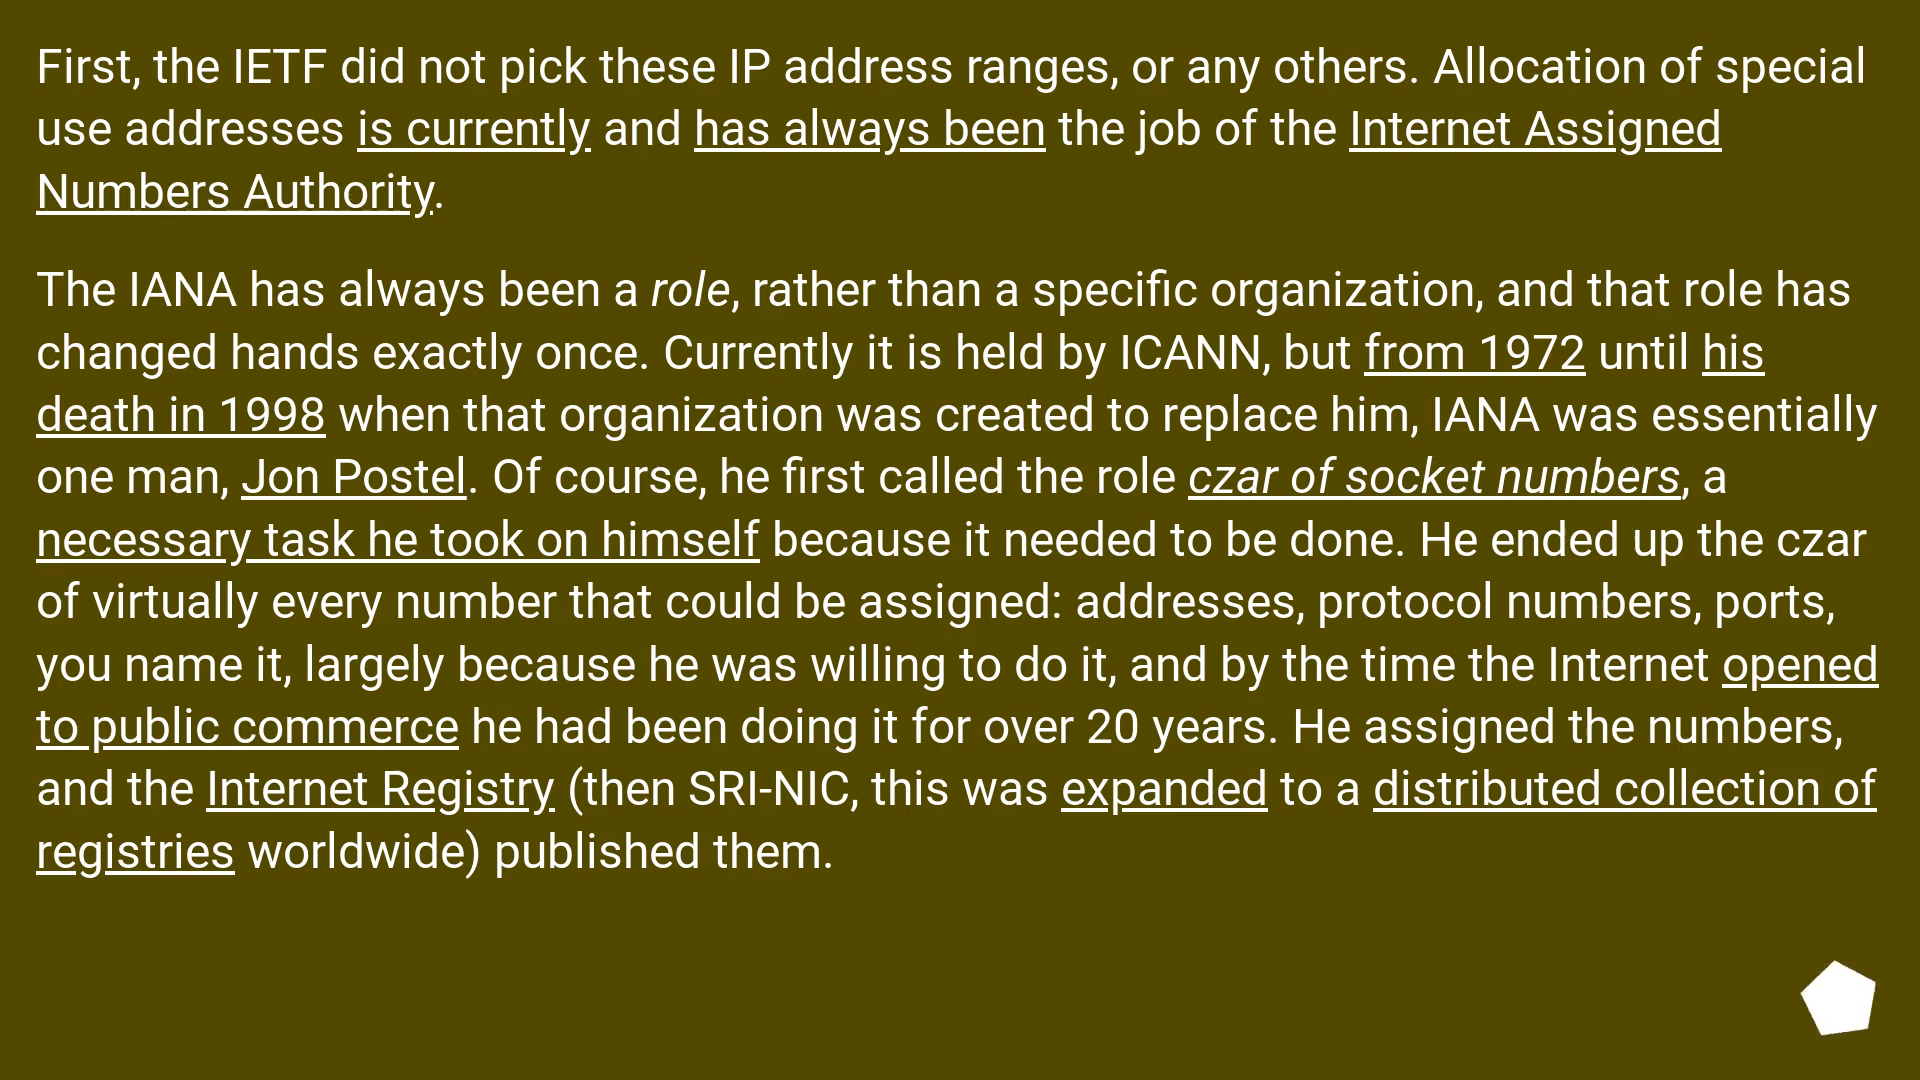 First, the IETF did not pick these IP address ranges, or any others. Allocation of special
use addresses is currently and has always been the job of the Internet Assigned
Numbers Authority.
The IANA has always been a role, rather than a specific organization, and that role has
changed hands exactly once. Currently it is held by ICANN, but from 1972 until his
death in 1998 when that organization was created to replace him, IANA was essentially
one man, Jon Postel. Of course, he first called the role czar of socket numbers, a
necessary task he took on himself because it needed to be done. He ended up the czar
of virtually every number that could be assigned: addresses, protocol numbers, ports,
you name it, largely because he was willing to do it, and by the time the Internet opened
to public commerce he had been doing it for over 20 years. He assigned the numbers,
and the Internet Registry (then SRI-NIC, this was expanded to a distributed collection of
registries worldwide) published them.